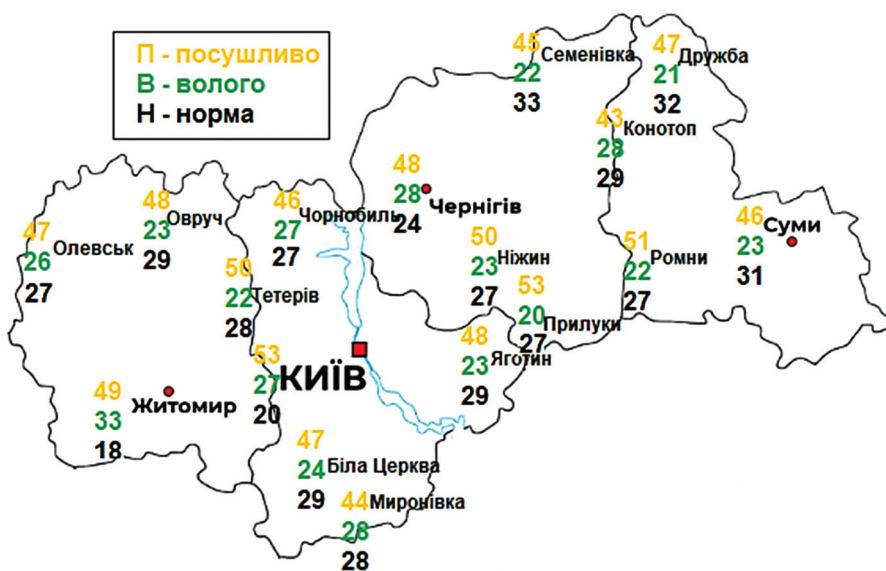 П - посушливо
В - волого
Н - норма
45
22 Семенівка
33
47
21 Дружба
32
43
28 Конотоп
29
48
28 Чернігів
24
48
23 Овруч
29
46
27 Чорнобиль
27
47
26 Олевськ
27
46
23 Суми
31
50
23 Ніжин
27
51
22 Ромни
27
50
22 Тетерів
28
53
20 Прилуки
27
48
23 Яготин
29
53
27 КИЇВ
20
49
33 Житомир
18
47
24 Біла Церква
29
44 Миронівка
28
28